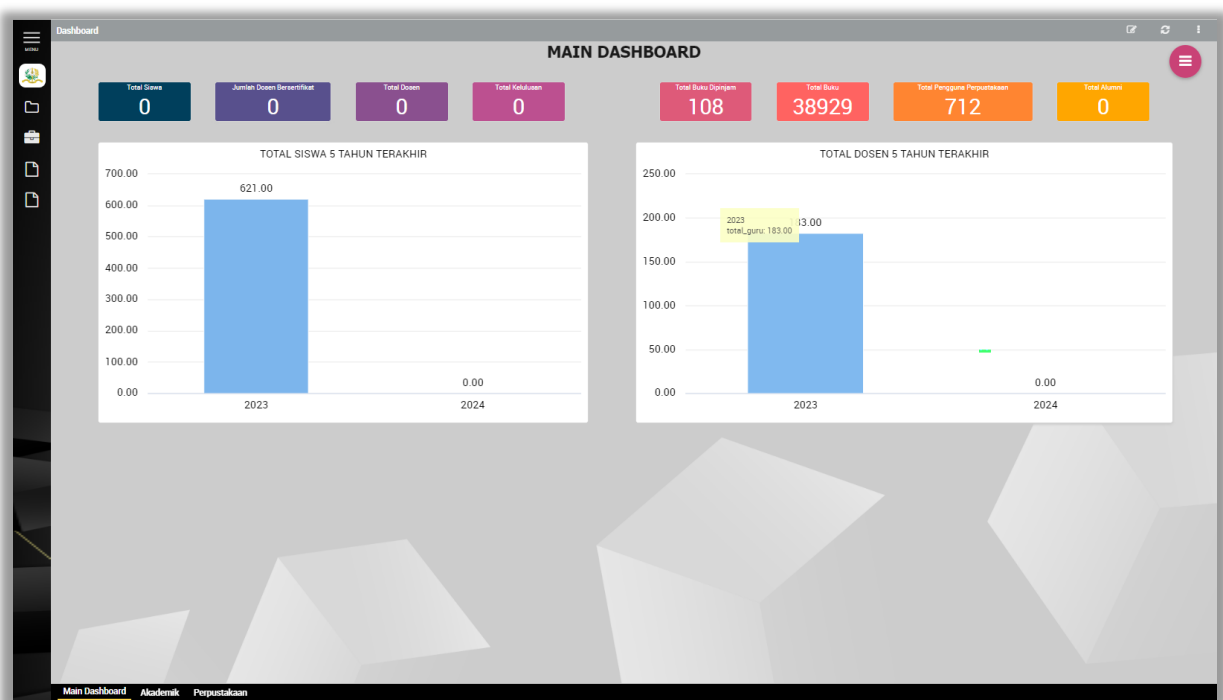 MENU
Dashboard
MAIN DASHBOARD
Total Siswa
0
Jumlah Dosen Bersertifikat
0
Total Dosen
0
Total Kelulusan
0
Total Buku Dipinjam
108
Total Buku
38929
Total Pengguna Perpustakaan
712
Total Alumni
0
TOTAL SISWA 5 TAHUN TERAKHIR
700.00
600.00
500.00
400.00
300.00
200.00
100.00
0.00
621.00
0.00
2023
2024
TOTAL DOSEN 5 TAHUN TERAKHIR
250.00
200.00
150.00
100.00
50.00
0.00
2023
total_guru: 183.00
183.00
0.00
2023
2024
Main Dashboard
Akademik
Perpustakaan